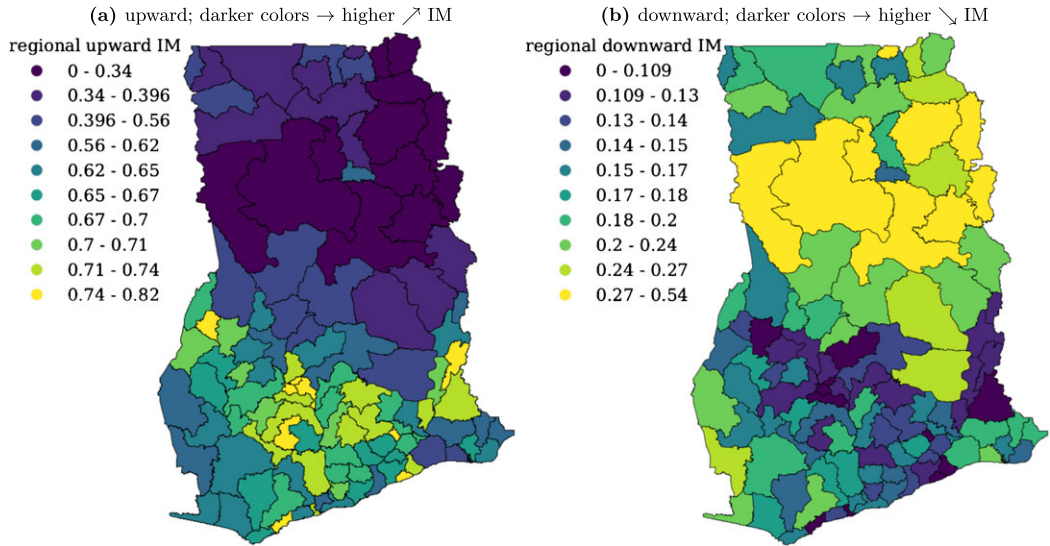 (a) upward; darker colors → higher ↗ IM
regional upward IM
0 - 0.34
0.34 - 0.396
0.396 - 0.56
0.56 - 0.62
0.62 - 0.65
0.65 - 0.67
0.67 - 0.7
0.7 - 0.71
0.71 - 0.74
0.74 - 0.82
(b) downward; darker colors → higher ↘ IM
regional downward IM
0 - 0.109
0.109 - 0.13
0.13 - 0.14
0.14 - 0.15
0.15 - 0.17
0.17 - 0.18
0.18 - 0.2
0.2 - 0.24
0.24 - 0.27
0.27 - 0.54